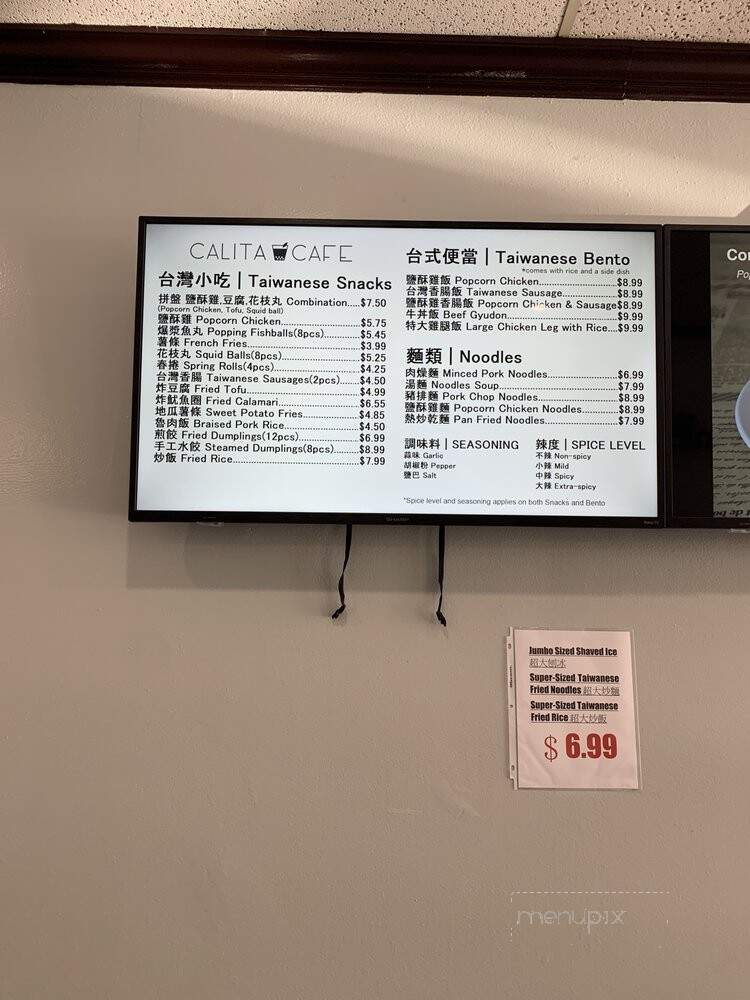 CALITA CAFE
台灣小吃 | Taiwanese Snacks
拼盤 鹽酥雞,豆腐,花枝丸 Combination.....$7.50
(Popcorn Chicken, Tofu, Squid ball)
鹽酥雞 Popcorn Chicken......................$5.75
爆漿魚丸 Popping Fishballs(8pcs)..........$5.45
薯條 French Fries...............................$3.99
花枝丸 Squid Balls(8pcs).....................$5.25
春捲 Spring Rolls(4pcs).......................$4.25
台灣香腸 Taiwanese Sausages(2pcs).....$4.50
炸豆腐 Fried Tofu...............................$4.99
炸魷魚圈 Fried Calamari......................$6.55
地瓜薯條 Sweet Potato Fries................$4.85
魯肉飯 Braised Pork Rice.....................$4.50
煎餃 Fried Dumplings(12pcs)................$6.99
手工水餃 Steamed Dumplings(8pcs)......$8.99
炒飯 Fried Rice..................................$7.99
台式便當 | Taiwanese Bento
*comes with rice and a side dish
鹽酥雞飯 Popcorn Chicken....................$8.99
台灣香腸飯 Taiwanese Sausage..............$8.99
鹽酥雞香腸飯 Popcorn Chicken & Sausage$8.99
牛丼飯 Beef Gyudon............................$9.99
特大雞腿飯 Large Chicken Leg with Rice....$9.99
麵類 | Noodles
肉燥麵 Minced Pork Noodles.................$6.99
湯麵 Noodles Soup..............................$7.99
豬排麵 Pork Chop Noodles....................$8.99
鹽酥雞麵 Popcorn Chicken Noodles.........$8.99
熱炒乾麵 Pan Fried Noodles..................$7.99
調味料 | SEASONING
蒜味 Garlic
胡椒粉 Pepper
鹽巴 Salt
辣度 | SPICE LEVEL
不辣 Non-spicy
小辣 Mild
中辣 Spicy
大辣 Extra-spicy
*Spice level and seasoning applies on both Snacks and Bento
SHARP
Roku TV
Co
Po
Jumbo Sized Shaved Ice
超大刨冰
Super-Sized Taiwanese
Fried Noodles 超大炒麵
Super-Sized Taiwanese
Fried Rice 超大炒飯
$ 6.99
menupix